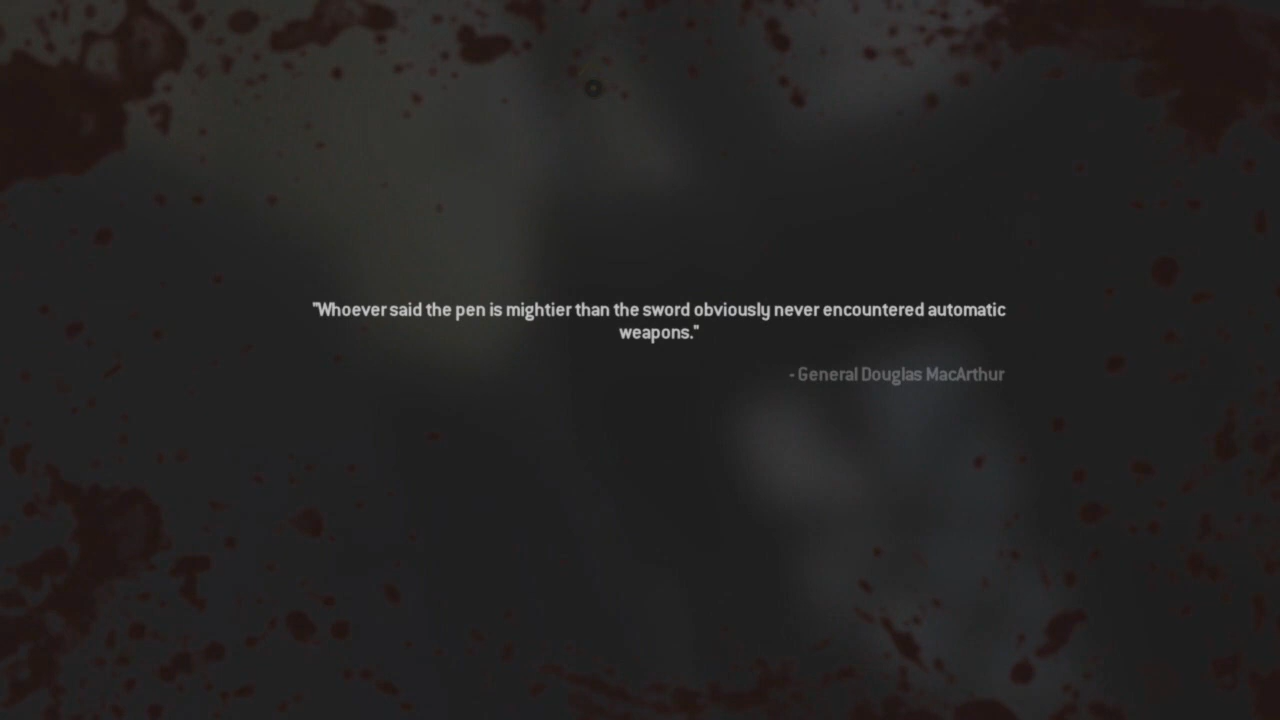 "Whoever said the pen is mightier than the sword obviously never encountered automatic
weapons."
- General Douglas MacArthur